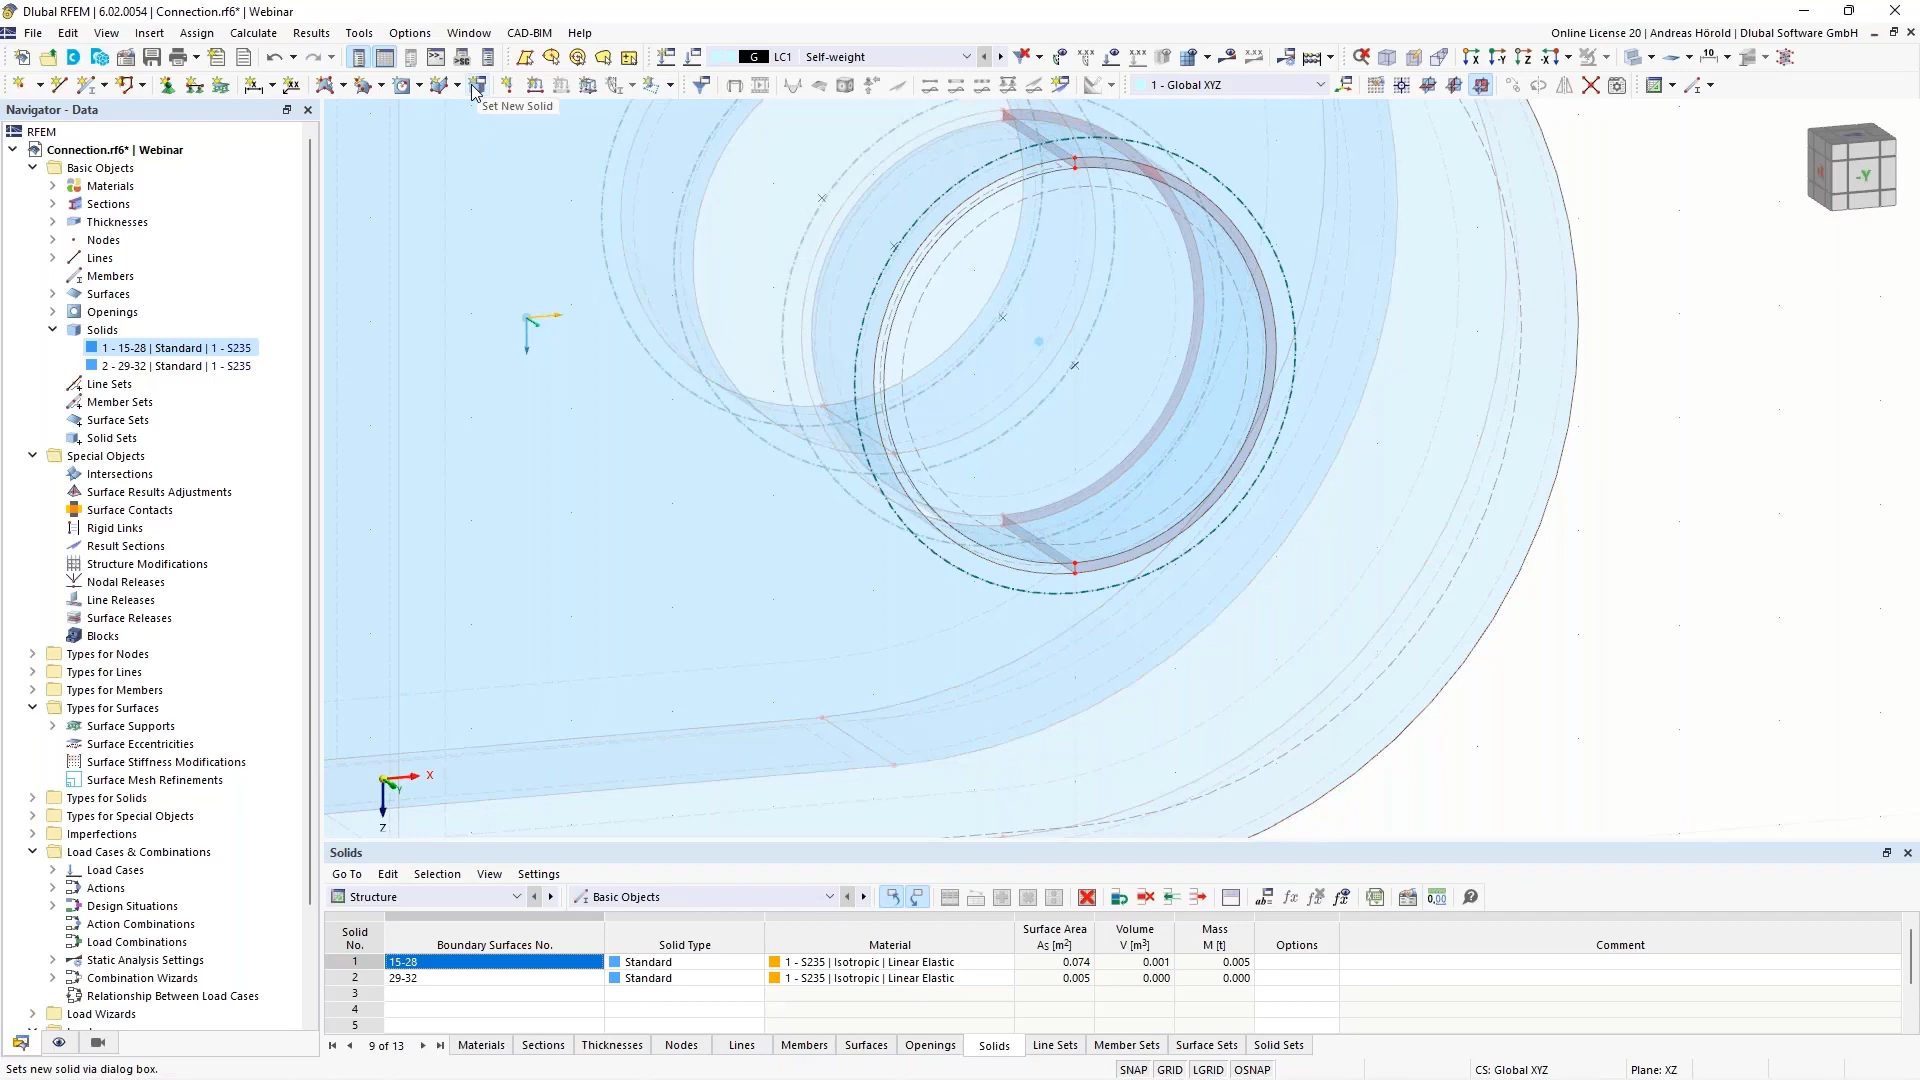 Dlubal RFEM | 6.02.0054 | Connection.rf6* | Webinar
File Edit View Insert Assign Calculate Results Tools Options Window CAD-BIM Help
Online License 20 | Andreas Hörold | Dlubal Software GmbH
G LC1 Self-weight
1 - Global XYZ
Set New Solid
Navigator - Data
RFEM
Connection.rf6* | Webinar
Basic Objects
Materials
Sections
Thicknesses
Nodes
Lines
Members
Surfaces
Openings
Solids
1 - 15-28 | Standard | 1 - S235
2 - 29-32 | Standard | 1 - S235
Line Sets
Member Sets
Surface Sets
Solid Sets
Special Objects
Intersections
Surface Results Adjustments
Surface Contacts
Rigid Links
Result Sections
Structure Modifications
Nodal Releases
Line Releases
Surface Releases
Blocks
Types for Nodes
Types for Lines
Types for Members
Types for Surfaces
Surface Supports
Surface Eccentricities
Surface Stiffness Modifications
Surface Mesh Refinements
Types for Solids
Types for Special Objects
Imperfections
Load Cases & Combinations
Load Cases
Actions
Design Situations
Action Combinations
Load Combinations
Static Analysis Settings
Combination Wizards
Relationship Between Load Cases
Load Wizards
-Y
X
Y
Z
Solids
Go To Edit Selection View Settings
Structure Basic Objects
Solid No. Boundary Surfaces No. Solid Type Material Surface Area As [m²] Volume V [m³] Mass M [t] Options Comment
1 15-28 Standard 1 - S235 | Isotropic | Linear Elastic 0.074 0.001 0.005
2 29-32 Standard 1 - S235 | Isotropic | Linear Elastic 0.005 0.000 0.000
3
4
5
9 of 13 Materials Sections Thicknesses Nodes Lines Members Surfaces Openings Solids Line Sets Member Sets Surface Sets Solid Sets
Sets new solid via dialog box.
SNAP GRID LGRID OSNAP CS: Global XYZ Plane: XZ